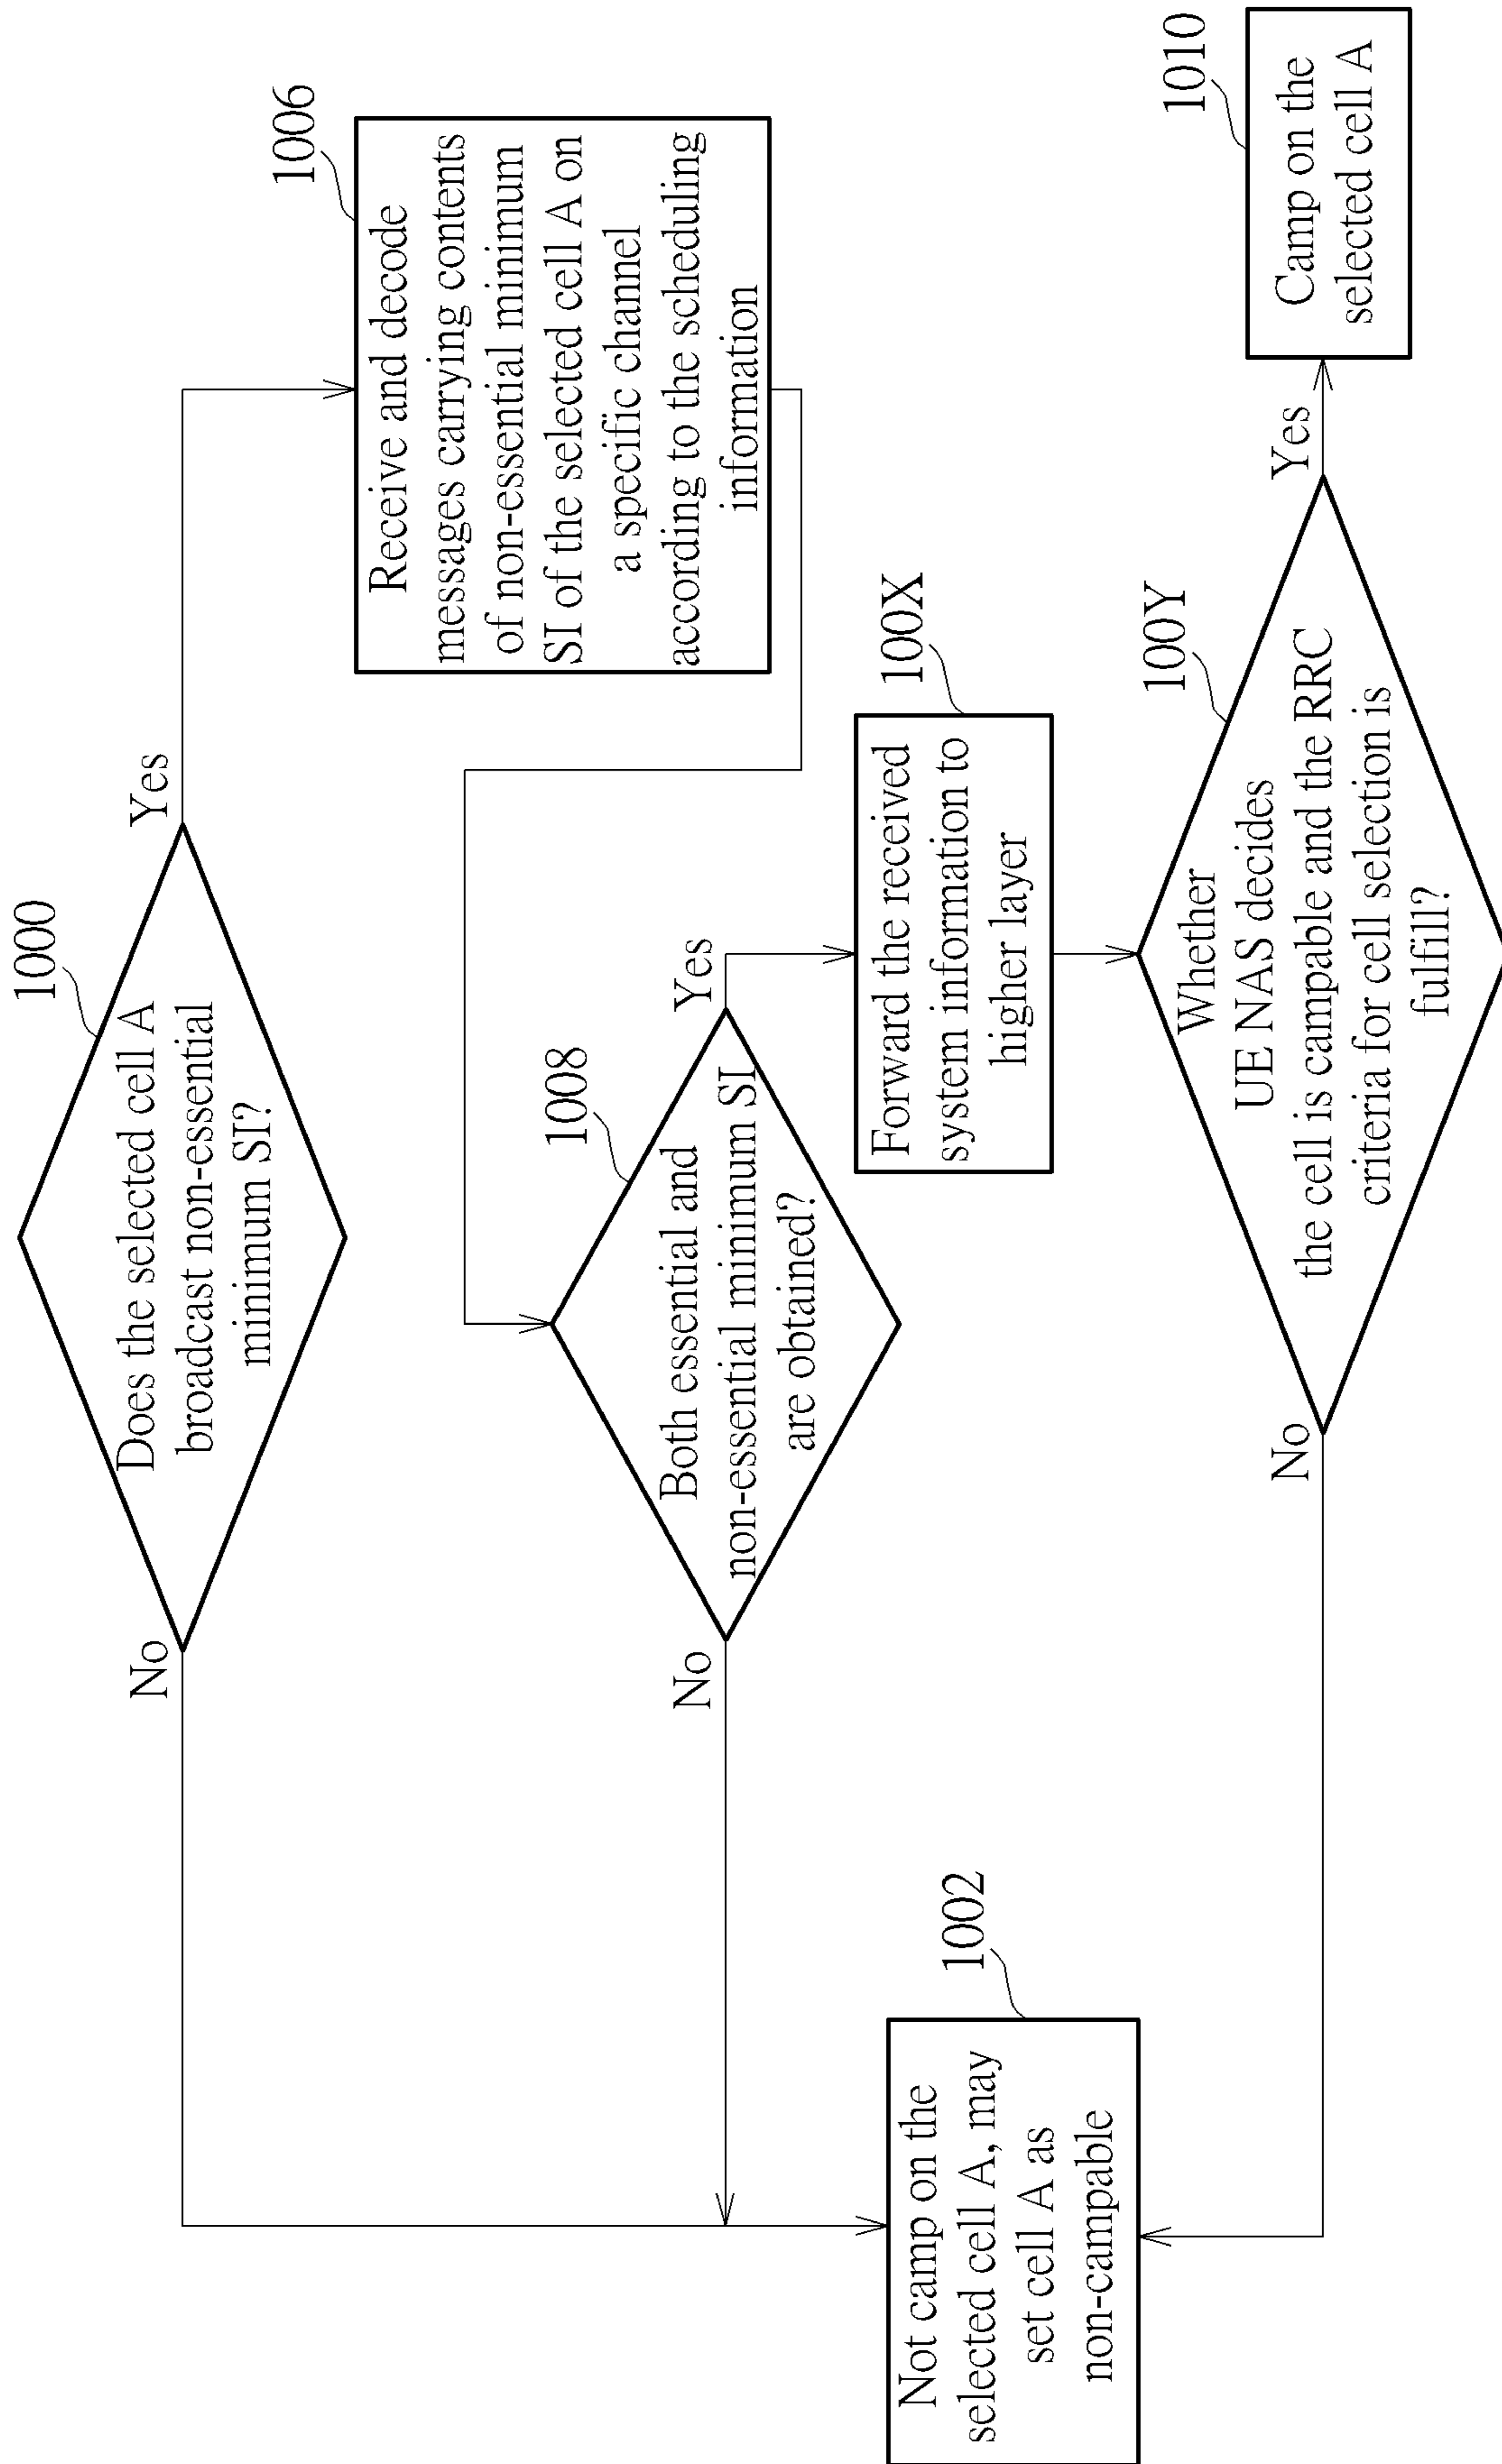 1000
Does the selected cell A
broadcast non-essential
minimum SI?
No
Yes
1006
Receive and decode
messages carrying contents
of non-essential minimum
SI of the selected cell A on
a specific channel
according to the scheduling
information
1008
Both essential and
non-essential minimum SI
are obtained?
No
Yes
100X
Forward the received
system information to
higher layer
1002
Not camp on the
selected cell A, may
set cell A as
non-campable
100Y
Whether
UE NAS decides
the cell is campable and the RRC
criteria for cell selection is
fulfill?
No
Yes
1010
Camp on the
selected cell A